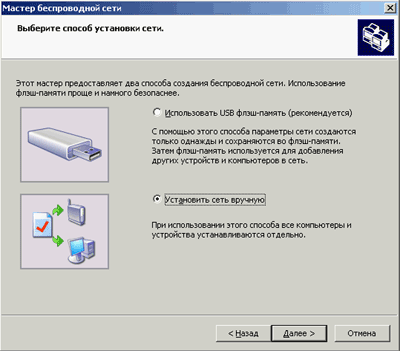 Мастер беспроводной сети
Выберите способ установки сети.
Этот мастер предоставляет два способа создания беспроводной сети. Использование
флэш-памяти проще и намного безопаснее.
Использовать USB флэш-память (рекомендуется)
С помощью этого способа параметры сети создаются
только однажды и сохраняются во флэш-памяти.
Затем флэш-память используется для добавления
других устройств и компьютеров в сеть.
Установить сеть вручную
При использовании этого способа все компьютеры и
устройства устанавливаются отдельно.
< Назад
Далее >
Отмена